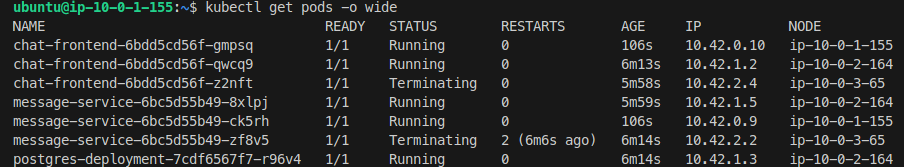 ubuntu@ip-10-0-1-155:~$ kubectl get pods -o wide
NAME READY STATUS RESTARTS AGE IP NODE
chat-frontend-6bdd5cd56f-gmpsq 1/1 Running 0 106s 10.42.0.10 ip-10-0-1-155
chat-frontend-6bdd5cd56f-qwcq9 1/1 Running 0 6m13s 10.42.1.2 ip-10-0-2-164
chat-frontend-6bdd5cd56f-z2nft 1/1 Terminating 0 5m58s 10.42.2.4 ip-10-0-3-65
message-service-6bc5d55b49-8xlpj 1/1 Running 0 5m59s 10.42.1.5 ip-10-0-2-164
message-service-6bc5d55b49-ck5rh 1/1 Running 0 106s 10.42.0.9 ip-10-0-1-155
message-service-6bc5d55b49-zf8v5 1/1 Terminating 2 (6m6s ago) 6m14s 10.42.2.2 ip-10-0-3-65
postgres-deployment-7cdf6567f7-r96v4 1/1 Running 0 6m14s 10.42.1.3 ip-10-0-2-164